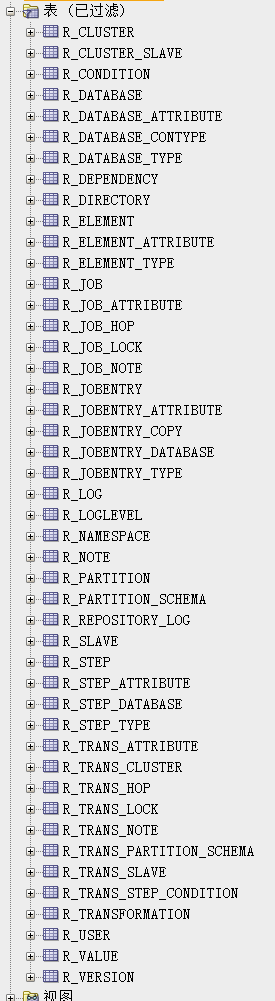 表 (已过滤)
R_CLUSTER
R_CLUSTER_SLAVE
R_CONDITION
R_DATABASE
R_DATABASE_ATTRIBUTE
R_DATABASE_CONTYPE
R_DATABASE_TYPE
R_DEPENDENCY
R_DIRECTORY
R_ELEMENT
R_ELEMENT_ATTRIBUTE
R_ELEMENT_TYPE
R_JOB
R_JOB_ATTRIBUTE
R_JOB_HOP
R_JOB_LOCK
R_JOB_NOTE
R_JOBENTRY
R_JOBENTRY_ATTRIBUTE
R_JOBENTRY_COPY
R_JOBENTRY_DATABASE
R_JOBENTRY_TYPE
R_LOG
R_LOGLEVEL
R_NAMESPACE
R_NOTE
R_PARTITION
R_PARTITION_SCHEMA
R_REPOSITORY_LOG
R_SLAVE
R_STEP
R_STEP_ATTRIBUTE
R_STEP_DATABASE
R_STEP_TYPE
R_TRANS_ATTRIBUTE
R_TRANS_CLUSTER
R_TRANS_HOP
R_TRANS_LOCK
R_TRANS_NOTE
R_TRANS_PARTITION_SCHEMA
R_TRANS_SLAVE
R_TRANS_STEP_CONDITION
R_TRANSFORMATION
R_USER
R_VALUE
R_VERSION
视图